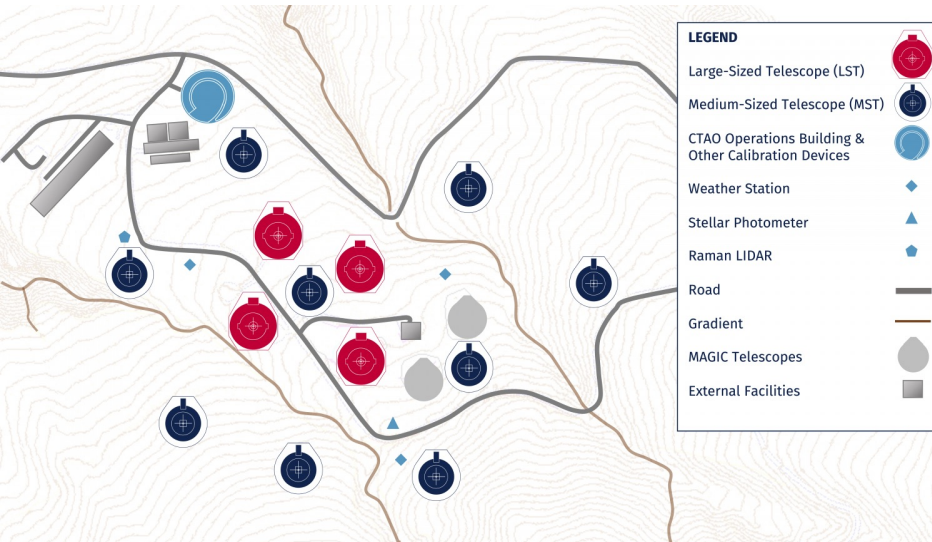 LEGEND
Large-Sized Telescope (LST)
Medium-Sized Telescope (MST)
CTAO Operations Building &
Other Calibration Devices
Weather Station
Stellar Photometer
Raman LIDAR
Road
Gradient
MAGIC Telescopes
External Facilities